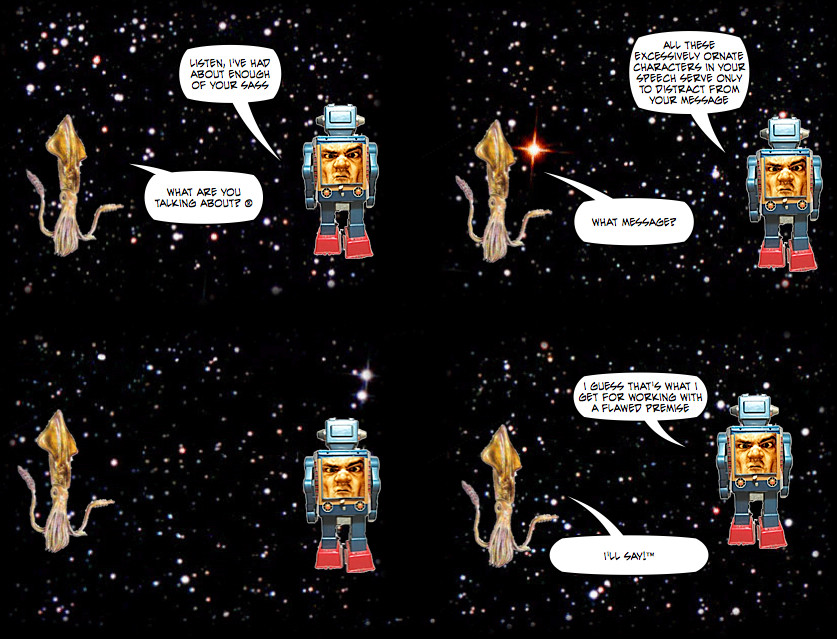 LISTEN, I'VE HAD
ABOUT ENOUGH
OF YOUR SASS
WHAT ARE YOU
TALKING ABOUT? ®
ALL THESE
EXCESSIVELY ORNATE
CHARACTERS IN YOUR
SPEECH SERVE ONLY
TO DISTRACT FROM
YOUR MESSAGE
WHAT MESSAGE?
I GUESS THAT'S WHAT I
GET FOR WORKING WITH
A FLAWED PREMISE
I'LL SAY!™